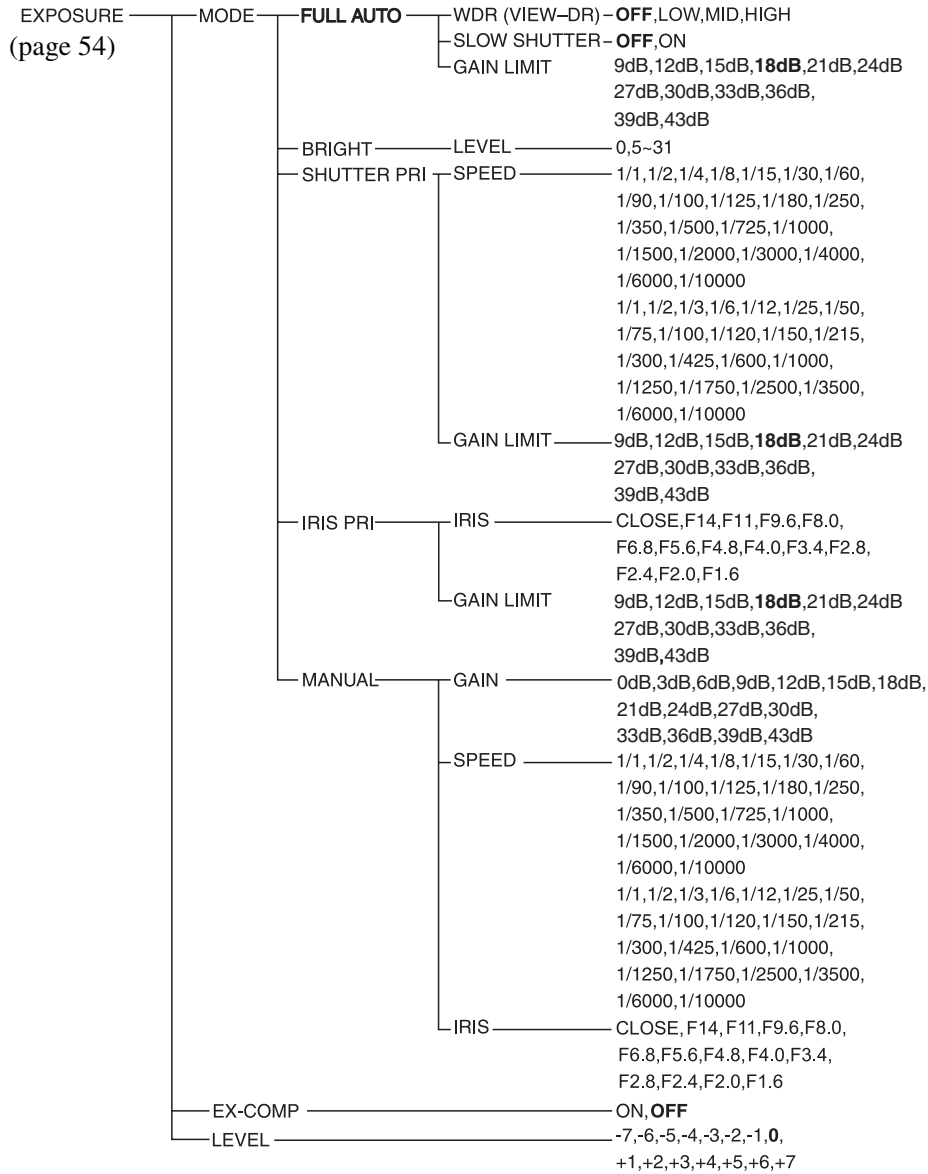 EXPOSURE MODE FULL AUTO WDR (VIEW–DR) OFF,LOW,MID,HIGH
(page 54) SLOW SHUTTER OFF,ON
GAIN LIMIT 9dB,12dB,15dB,18dB,21dB,24dB
27dB,30dB,33dB,36dB,
39dB,43dB
BRIGHT LEVEL 0,5~31
SHUTTER PRI SPEED 1/1,1/2,1/4,1/8,1/15,1/30,1/60,
1/90,1/100,1/125,1/180,1/250,
1/350,1/500,1/725,1/1000,
1/1500,1/2000,1/3000,1/4000,
1/6000,1/10000
1/1,1/2,1/3,1/6,1/12,1/25,1/50,
1/75,1/100,1/120,1/150,1/215,
1/300,1/425,1/600,1/1000,
1/1250,1/1750,1/2500,1/3500,
1/6000,1/10000
GAIN LIMIT 9dB,12dB,15dB,18dB,21dB,24dB
27dB,30dB,33dB,36dB,
39dB,43dB
IRIS PRI IRIS CLOSE,F14,F11,F9.6,F8.0,
F6.8,F5.6,F4.8,F4.0,F3.4,F2.8,
F2.4,F2.0,F1.6
GAIN LIMIT 9dB,12dB,15dB,18dB,21dB,24dB
27dB,30dB,33dB,36dB,
39dB,43dB
MANUAL GAIN 0dB,3dB,6dB,9dB,12dB,15dB,18dB,
21dB,24dB,27dB,30dB,
33dB,36dB,39dB,43dB
SPEED 1/1,1/2,1/4,1/8,1/15,1/30,1/60,
1/90,1/100,1/125,1/180,1/250,
1/350,1/500,1/725,1/1000,
1/1500,1/2000,1/3000,1/4000,
1/6000,1/10000
1/1,1/2,1/3,1/6,1/12,1/25,1/50,
1/75,1/100,1/120,1/150,1/215,
1/300,1/425,1/600,1/1000,
1/1250,1/1750,1/2500,1/3500,
1/6000,1/10000
IRIS CLOSE,F14,F11,F9.6,F8.0,
F6.8,F5.6,F4.8,F4.0,F3.4,
F2.8,F2.4,F2.0,F1.6
EX-COMP ON,OFF
LEVEL -7,-6,-5,-4,-3,-2,-1,0,
+1,+2,+3,+4,+5,+6,+7